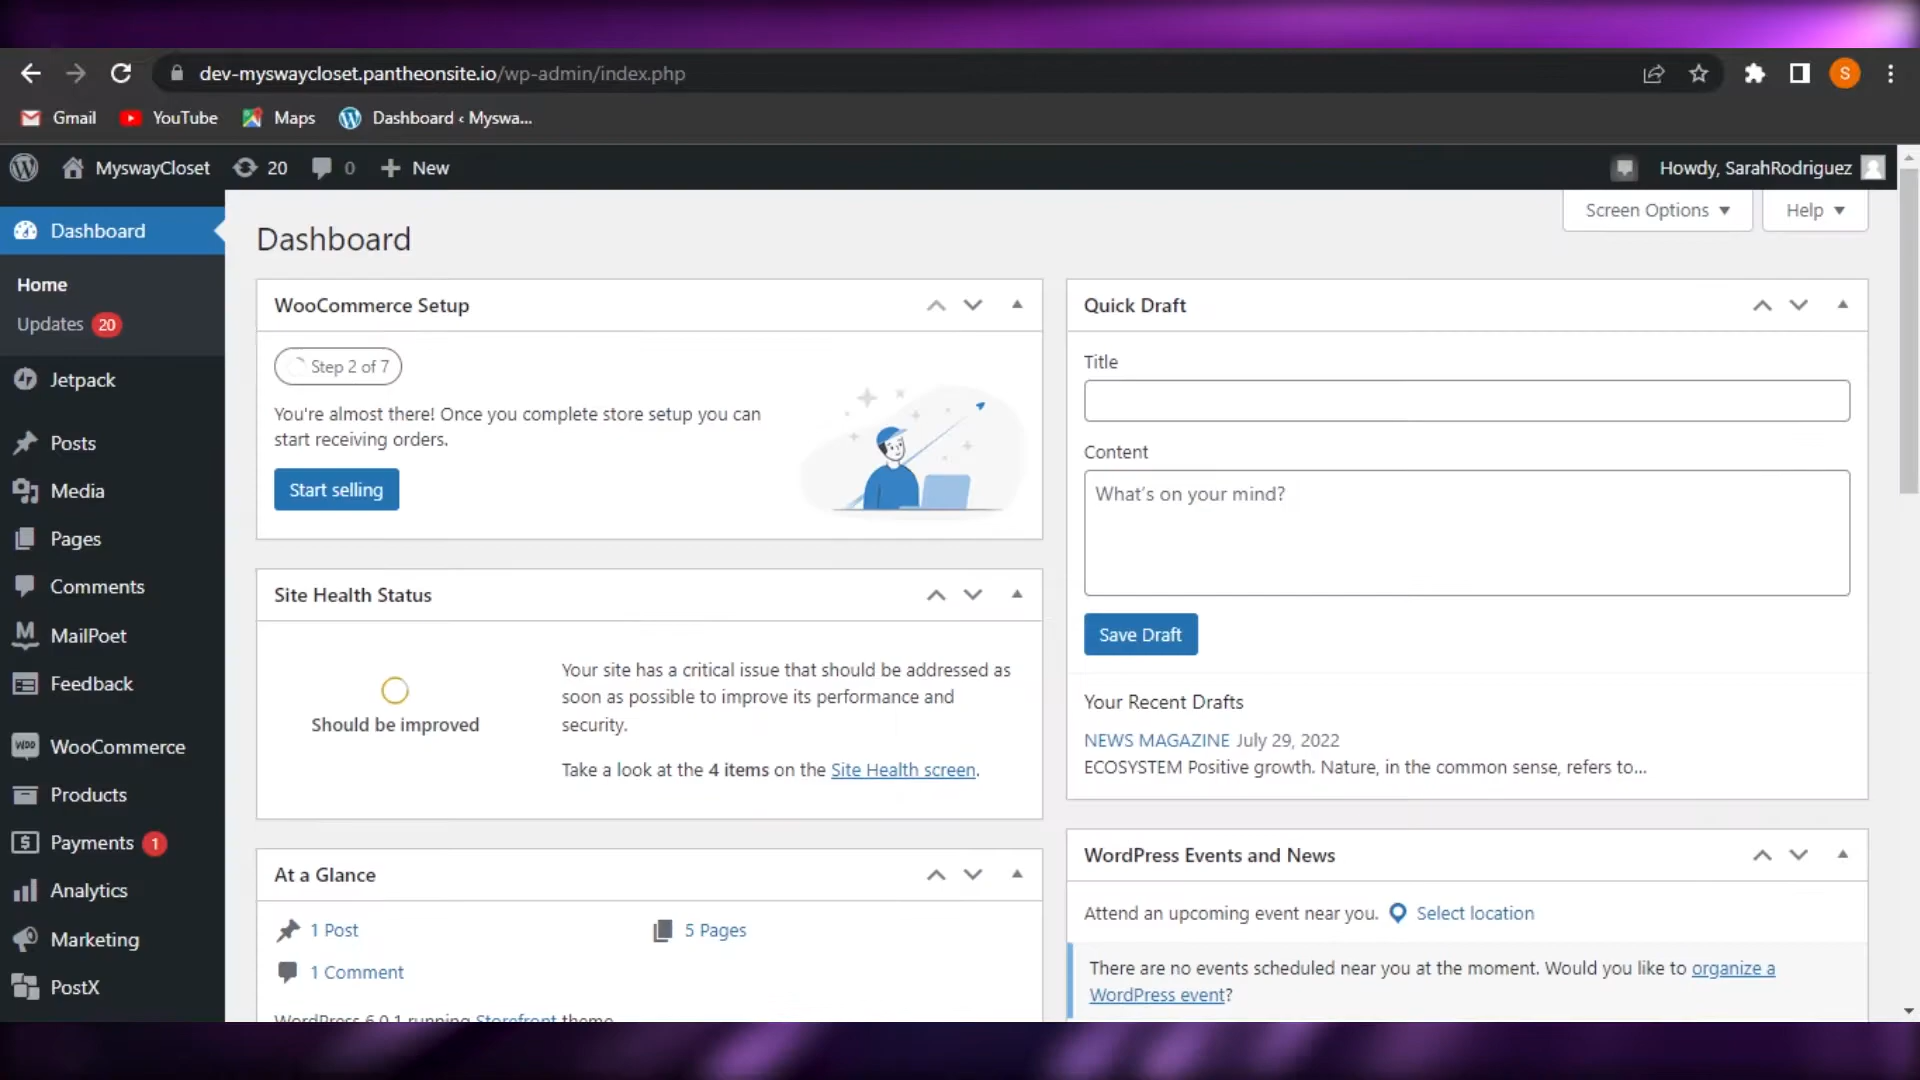 dev-myswaycloset.pantheonsite.io/wp-admin/index.php
S
Gmail
YouTube
Maps
Dashboard ‹ Myswa...
MyswayCloset
20
0
New
Howdy, SarahRodriguez
Dashboard
Home
Updates 20
Jetpack
Posts
Media
Pages
Comments
MailPoet
Feedback
WooCommerce
Products
Payments 1
Analytics
Marketing
PostX
Screen Options
Help
Dashboard
WooCommerce Setup
Step 2 of 7
You're almost there! Once you complete store setup you can
start receiving orders.
Start selling
Site Health Status
Should be improved
Your site has a critical issue that should be addressed as
soon as possible to improve its performance and
security.
Take a look at the 4 items on the Site Health screen.
At a Glance
1 Post
5 Pages
1 Comment
WordPress 6.0.1 running Storefront theme
Quick Draft
Title
Content
What's on your mind?
Save Draft
Your Recent Drafts
NEWS MAGAZINE July 29, 2022
ECOSYSTEM Positive growth. Nature, in the common sense, refers to...
WordPress Events and News
Attend an upcoming event near you. Select location
There are no events scheduled near you at the moment. Would you like to organize a
WordPress event?